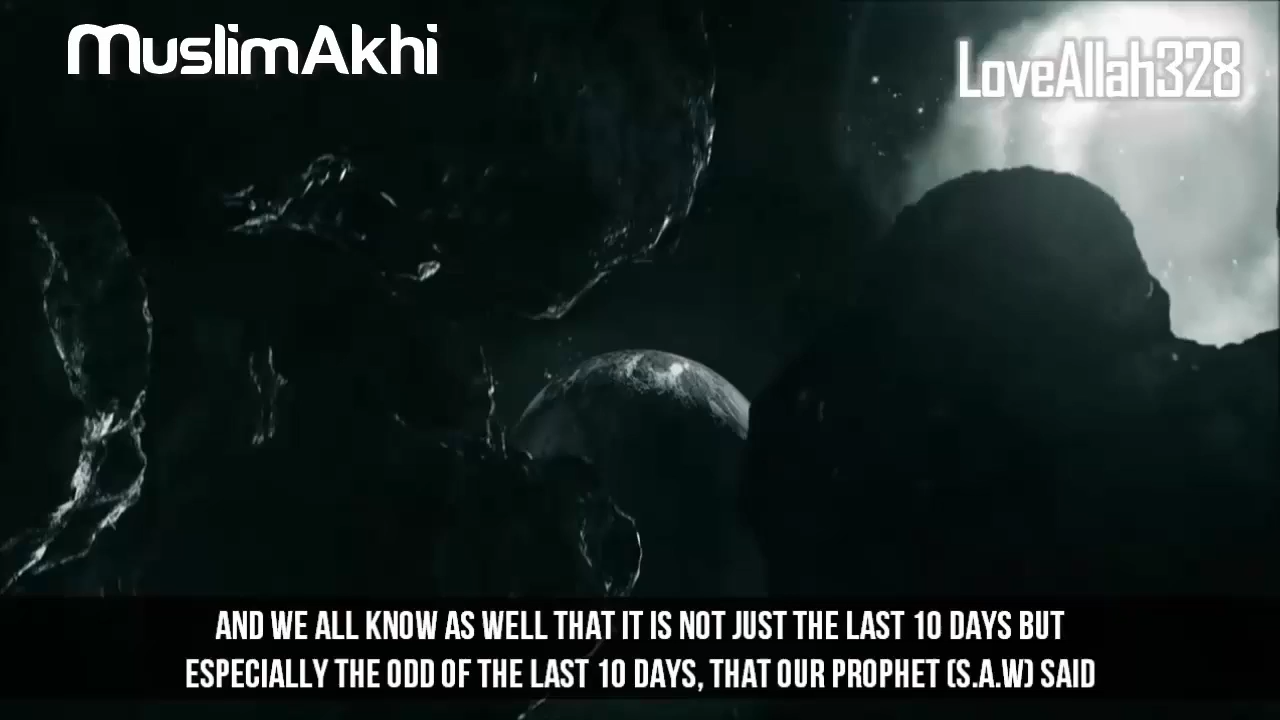 MuslimAkhi
LoveAllah328
AND WE ALL KNOW AS WELL THAT IT IS NOT JUST THE LAST 10 DAYS BUT
ESPECIALLY THE ODD OF THE LAST 10 DAYS, THAT OUR PROPHET (S.A.W) SAID